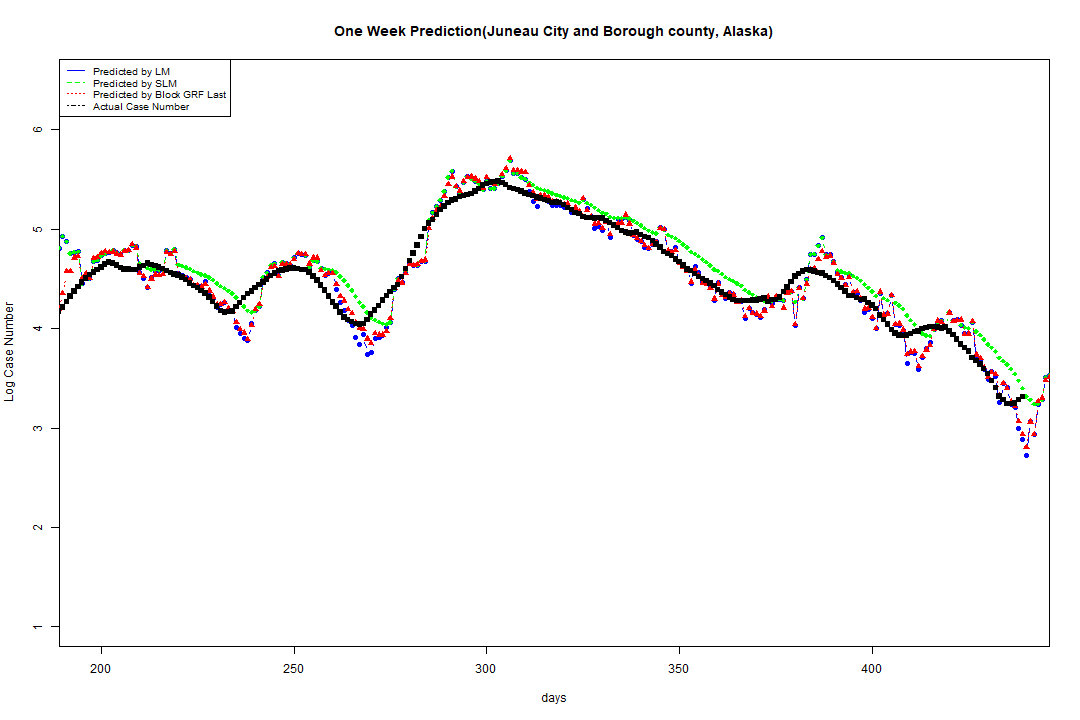 One Week Prediction(Juneau City and Borough county, Alaska)
Predicted by LM
Predicted by SLM
Predicted by Block GRF Last
Actual Case Number
6
5
4
3
2
1
Log Case Number
200 250 300 350 400
days